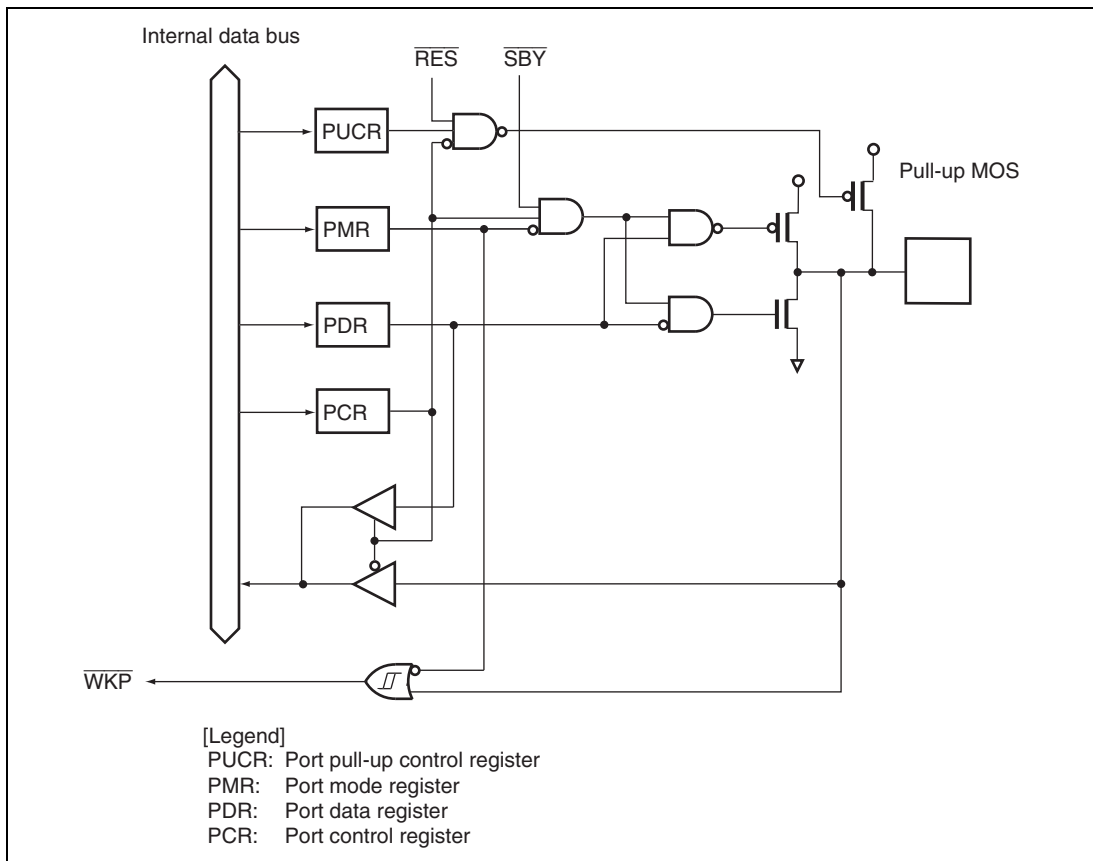 Internal data bus
RES
SBY
PUCR
Pull-up MOS
PMR
PDR
PCR
WKP
[Legend]
PUCR: Port pull-up control register
PMR: Port mode register
PDR: Port data register
PCR: Port control register